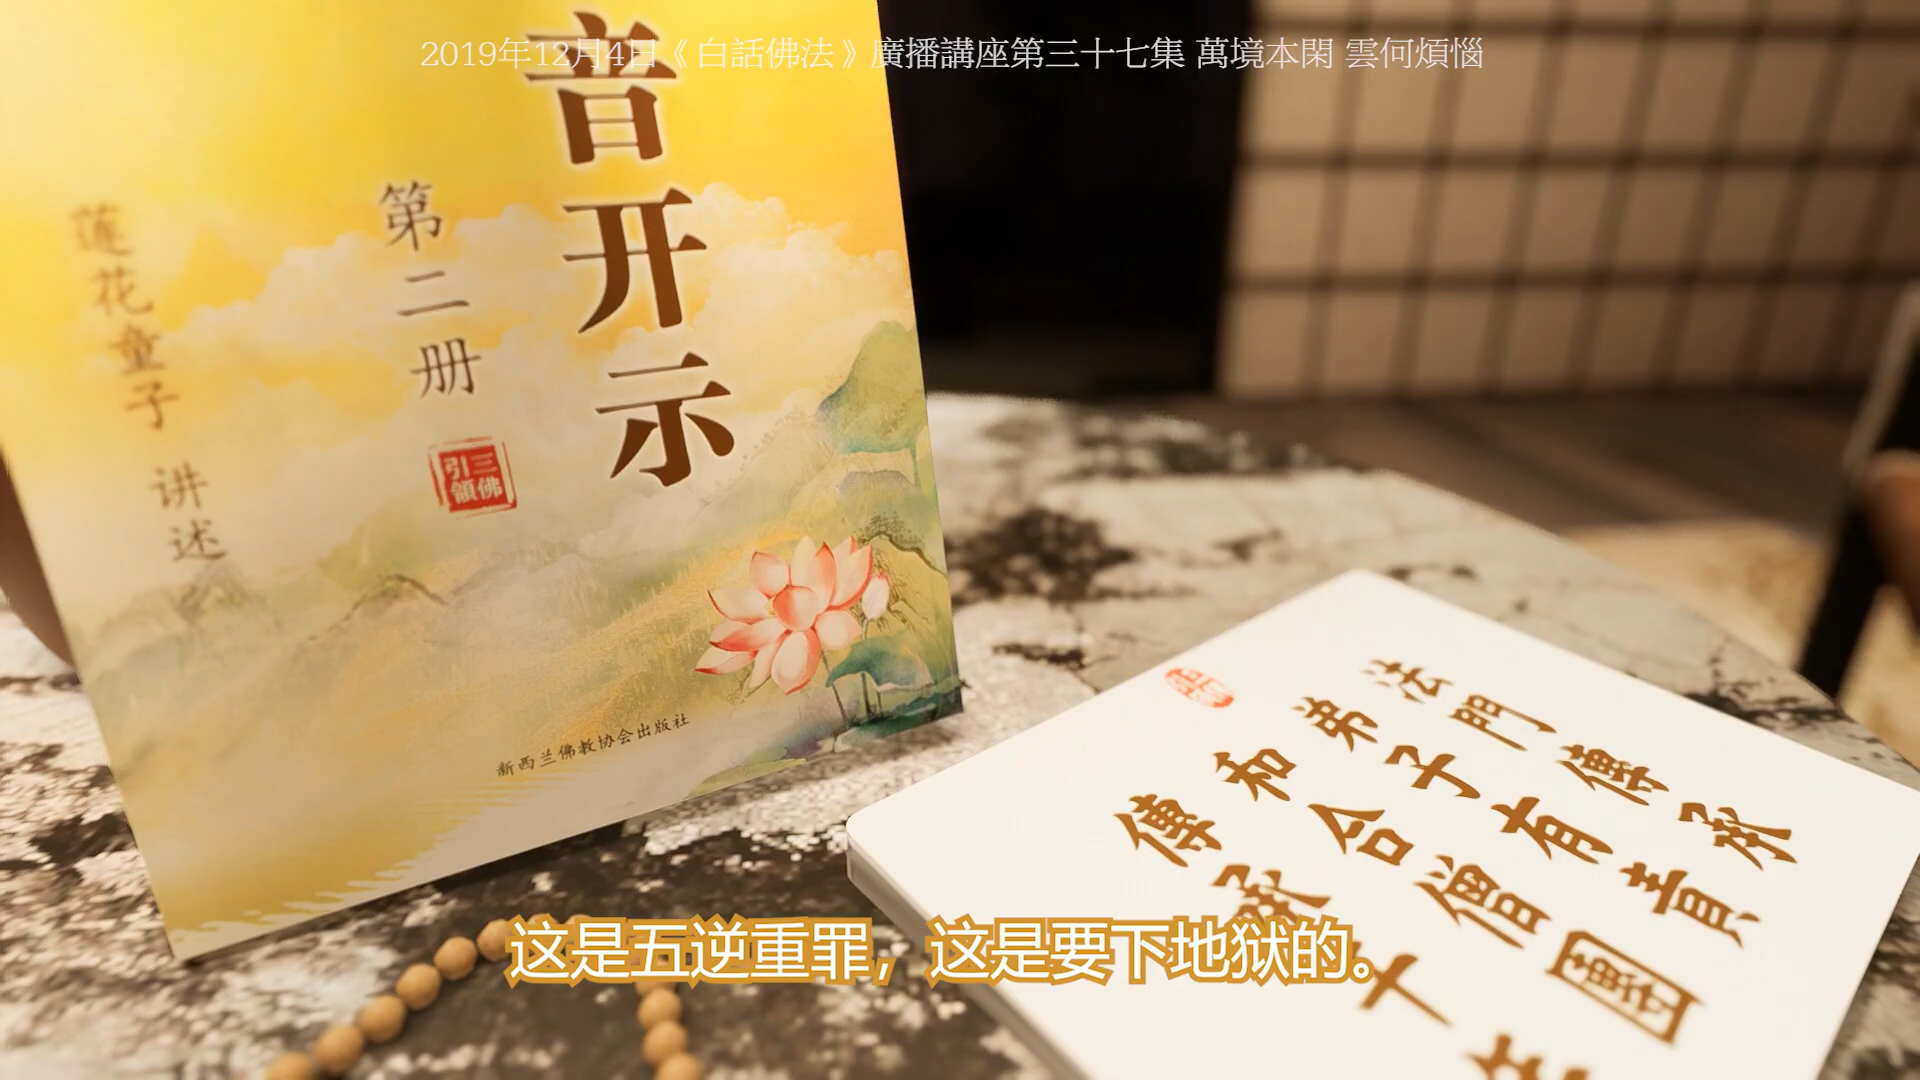 2019年12月4日《白話佛法》廣播講座第三十七集 萬境本閑 雲何煩惱
音开示
第二册
三佛
引領
莲花童子 讲述
新西兰佛教协会出版社
法門傳承
弟子有責
和合僧團
傳承千
这是五逆重罪，这是要下地狱的。